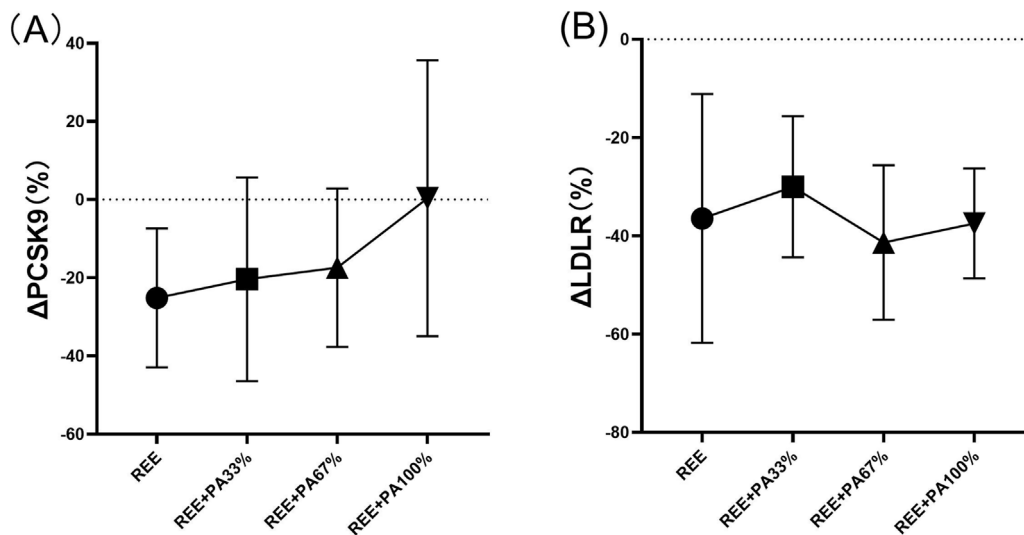 (A)
ΔPCSK9(%)
40
20
0
-20
-40
-60
REE
REE+PA33%
REE+PA67%
REE+PA100%
(B)
ΔLDLR(%)
0
-20
-40
-60
-80
REE
REE+PA33%
REE+PA67%
REE+PA100%